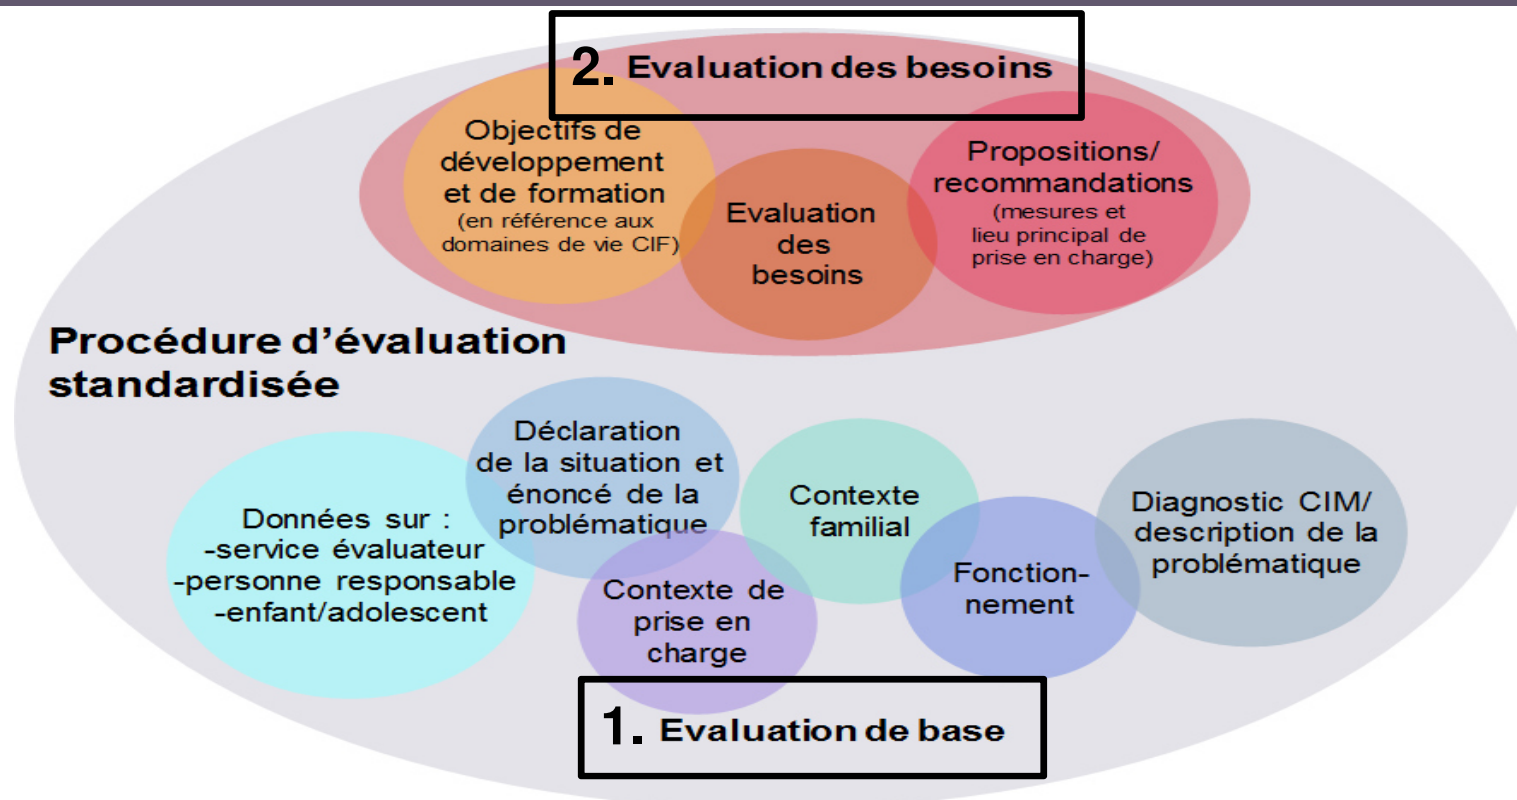 2. Evaluation des besoins
Objectifs de
développement
et de formation
(en référence aux
domaines de vie CIF)
Evaluation
des
besoins
Propositions/
recommandations
(mesures et
lieu principal de
prise en charge)
Procédure d’évaluation
standardisée
Données sur :
-service évaluateur
-personne responsable
-enfant/adolescent
Déclaration
de la situation et
énoncé de la
problématique
Contexte de
prise en
charge
Contexte
familial
Fonction-
nement
Diagnostic CIM/
description de la
problématique
1. Evaluation de base